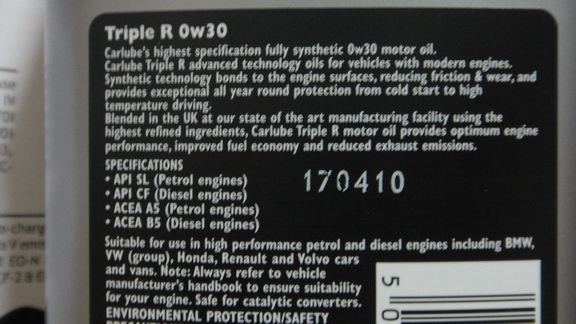 Triple R 0w30
Carlube's highest specification fully synthetic 0w30 motor oil.
Carlube Triple R advanced technology oils for vehicles with modern engines.
Synthetic technology bonds to the engine surfaces, reducing friction & wear, and
provides exceptional all year round protection from cold start to high
temperature driving.
Blended in the UK at our state of the art manufacturing facility using the
highest refined ingredients, Carlube Triple R motor oil provides optimum engine
performance, improved fuel economy and reduced exhaust emissions.
SPECIFICATIONS
• API SL (Petrol engines)
• API CF (Diesel engines)
• ACEA A5 (Petrol engines)
• ACEA B5 (Diesel engines)
170410
Suitable for use in high performance petrol and diesel engines including BMW,
VW (group), Honda, Renault and Volvo cars
and vans. Note: Always refer to vehicle
manufacturer's handbook to ensure suitability
for your engine. Safe for catalytic converters.
ENVIRONMENTAL PROTECTION/SAFETY
5 0